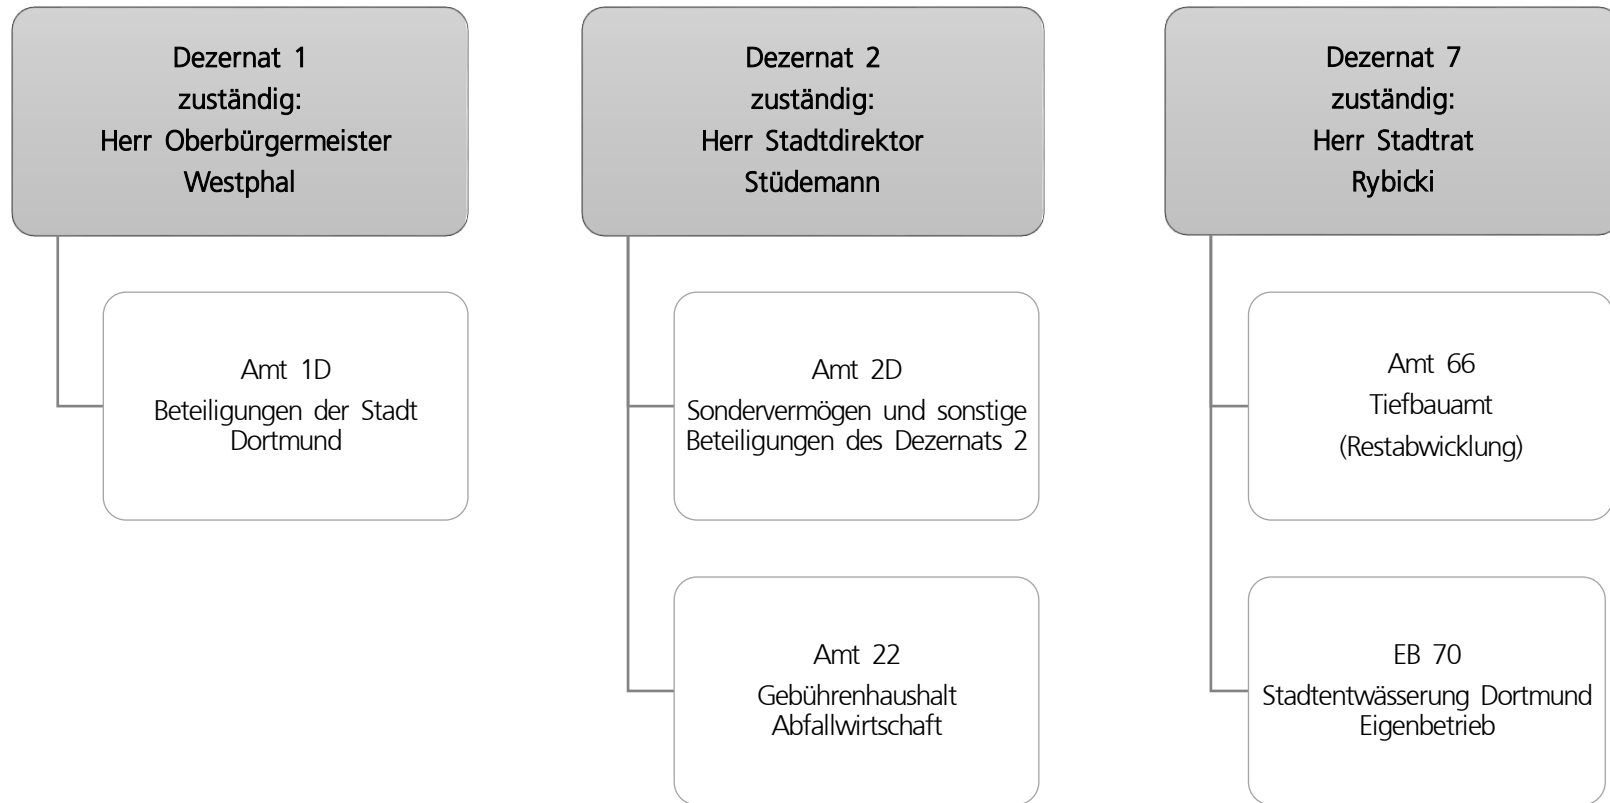 Dezernat 1
zuständig:
Herr Oberbürgermeister
Westphal
Amt 1D
Beteiligungen der Stadt
Dortmund
Dezernat 2
zuständig:
Herr Stadtdirektor
Stüdemann
Amt 2D
Sondervermögen und sonstige
Beteiligungen des Dezernats 2
Amt 22
Gebührenhaushalt
Abfallwirtschaft
Dezernat 7
zuständig:
Herr Stadtrat
Rybicki
Amt 66
Tiefbauamt
(Restabwicklung)
EB 70
Stadtentwässerung Dortmund
Eigenbetrieb